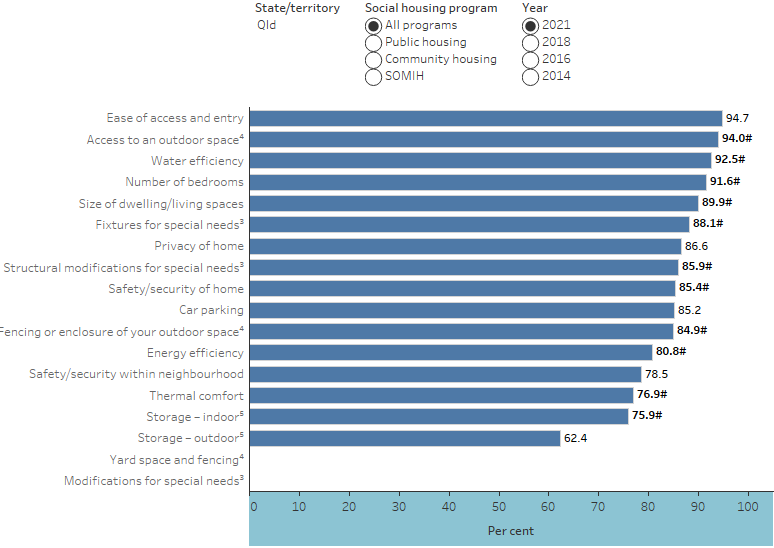 State/territory Social housing program Year
Qld All programs 2021
Public housing 2018
Community housing 2016
SOMIH 2014
Ease of access and entry 94.7
Access to an outdoor space⁴ 94.0#
Water efficiency 92.5#
Number of bedrooms 91.6#
Size of dwelling/living spaces 89.9#
Fixtures for special needs³ 88.1#
Privacy of home 86.6
Structural modifications for special needs³ 85.9#
Safety/security of home 85.4#
Car parking 85.2
Fencing or enclosure of your outdoor space⁴ 84.9#
Energy efficiency 80.8#
Safety/security within neighbourhood 78.5
Thermal comfort 76.9#
Storage – indoor⁵ 75.9#
Storage – outdoor⁵ 62.4
Yard space and fencing⁴
Modifications for special needs³
0 10 20 30 40 50 60 70 80 90 100
Per cent